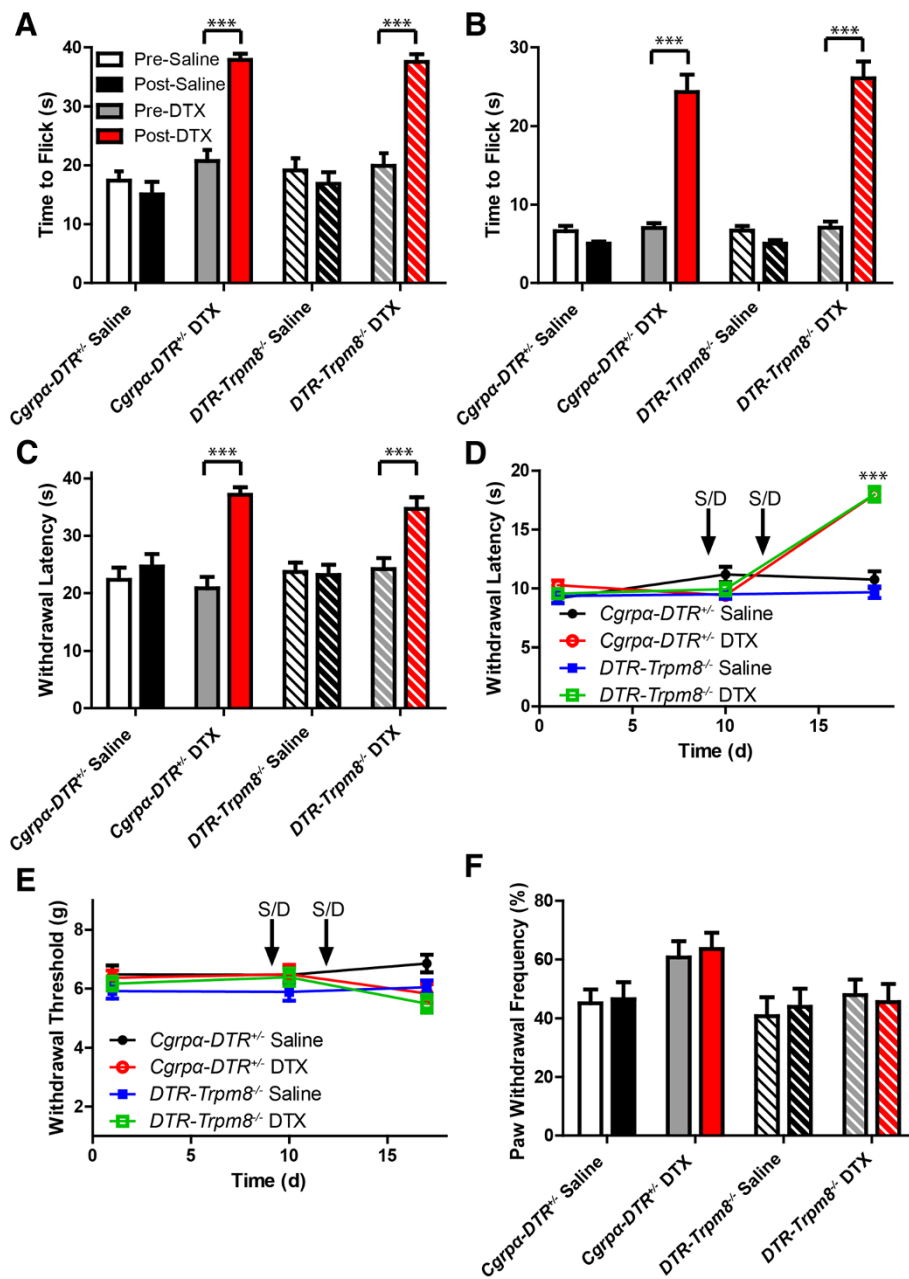 A
Time to Flick (s)
60
40
20
0
***
***
Pre-Saline
Post-Saline
Pre-DTX
Post-DTX
Cgrpα-DTR+/- Saline
Cgrpα-DTR+/- DTX
DTR-Trpm8-/- Saline
DTR-Trpm8-/- DTX
B
Time to Flick (s)
30
20
10
0
***
***
Cgrpα-DTR+/- Saline
Cgrpα-DTR+/- DTX
DTR-Trpm8-/- Saline
DTR-Trpm8-/- DTX
C
Withdrawal Latency (s)
40
20
0
***
***
Cgrpα-DTR+/- Saline
Cgrpα-DTR+/- DTX
DTR-Trpm8-/- Saline
DTR-Trpm8-/- DTX
D
Withdrawal Latency (s)
20
15
10
5
0
S/D
S/D
***
Cgrpα-DTR+/- Saline
Cgrpα-DTR+/- DTX
DTR-Trpm8-/- Saline
DTR-Trpm8-/- DTX
0
5
10
15
Time (d)
E
Withdrawal Threshold (g)
8
6
4
2
S/D
S/D
Cgrpα-DTR+/- Saline
Cgrpα-DTR+/- DTX
DTR-Trpm8-/- Saline
DTR-Trpm8-/- DTX
0
5
10
15
Time (d)
F
Paw Withdrawal Frequency (%)
80
60
40
20
0
Cgrpα-DTR+/- Saline
Cgrpα-DTR+/- DTX
DTR-Trpm8-/- Saline
DTR-Trpm8-/- DTX